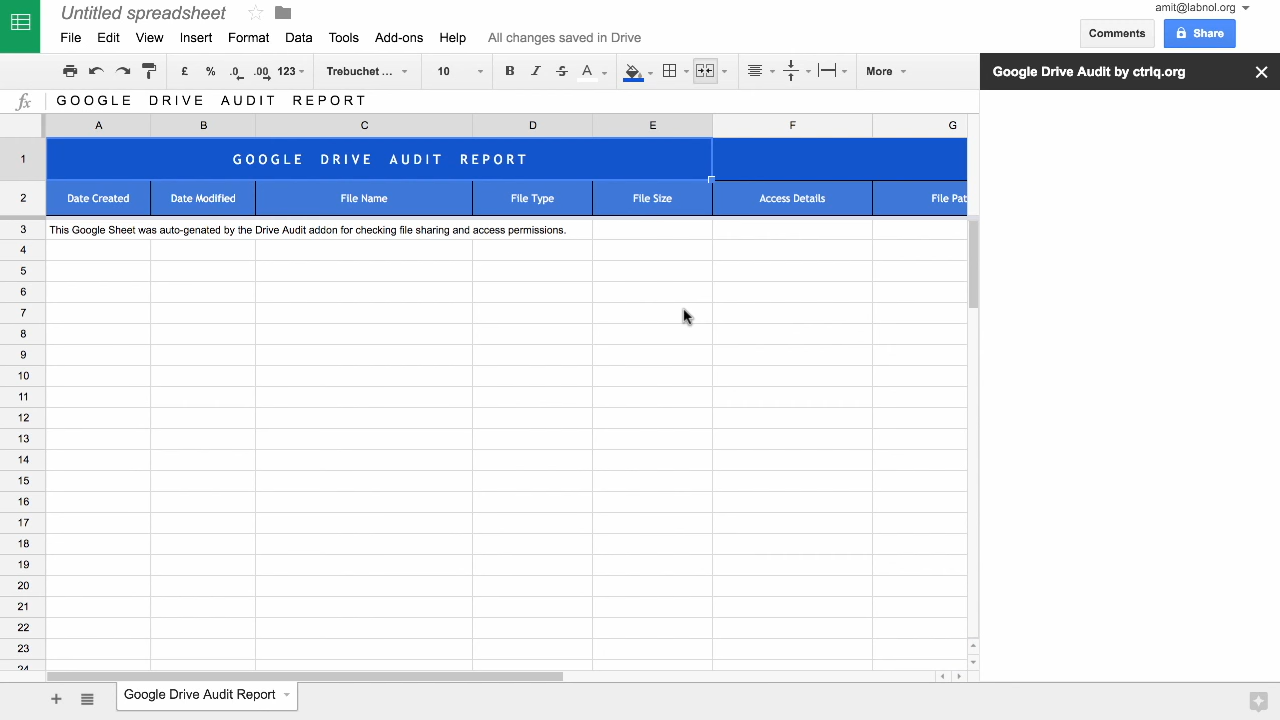 Untitled spreadsheet
amit@labnol.org
File Edit View Insert Format Data Tools Add-ons Help All changes saved in Drive
Comments Share
£ % .0 .00 123 Trebuchet ... 10 B I S A More
Google Drive Audit by ctrlq.org
fx GOOGLE DRIVE AUDIT REPORT
A B C D E F G
1 GOOGLE DRIVE AUDIT REPORT
2 Date Created Date Modified File Name File Type File Size Access Details File Pat
3 This Google Sheet was auto-genated by the Drive Audit addon for checking file sharing and access permissions.
4
5
6
7
8
9
10
11
12
13
14
15
16
17
18
19
20
21
22
23
24
Google Drive Audit Report